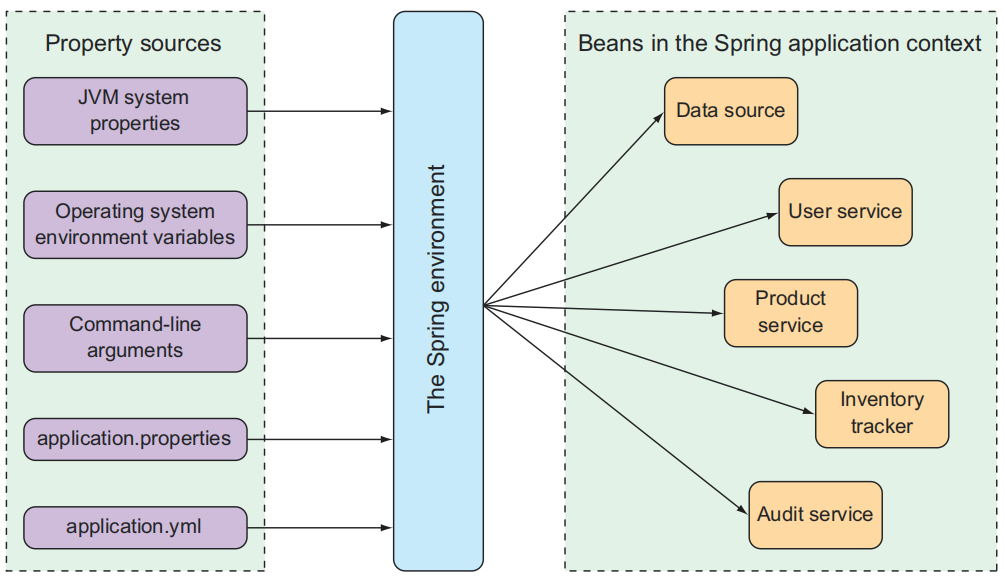 Property sources
JVM system
properties
Operating system
environment variables
Command-line
arguments
application.properties
application.yml
The Spring environment
Beans in the Spring application context
Data source
User service
Product
service
Inventory
tracker
Audit service